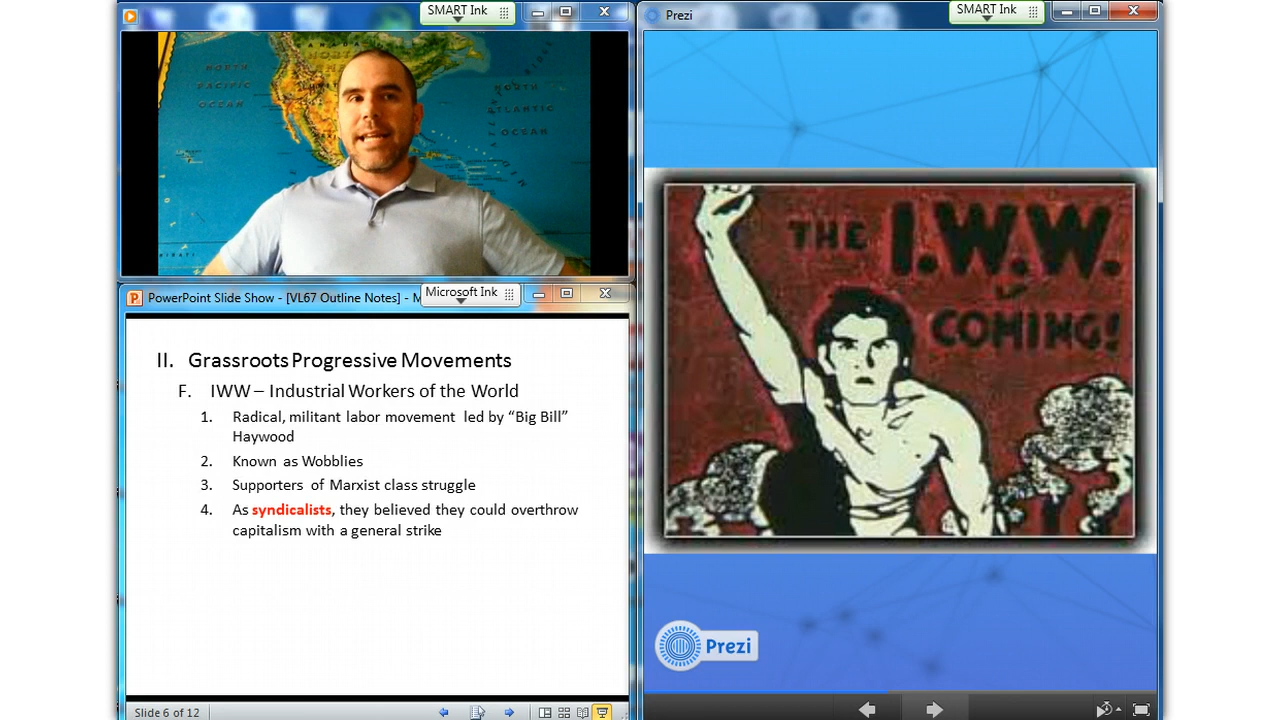 SMART Ink
NORTH
PACIFIC
OCEAN
CANADA
NORTH
NORTH
ATLANTIC
OCEAN
Prezi
SMART Ink
THE I.W.W.
IS
COMING!
PowerPoint Slide Show - [VL67 Outline Notes] - M
Microsoft Ink
II. Grassroots Progressive Movements
F. IWW – Industrial Workers of the World
1. Radical, militant labor movement led by “Big Bill”
Haywood
2. Known as Wobblies
3. Supporters of Marxist class struggle
4. As syndicalists, they believed they could overthrow
capitalism with a general strike
Slide 6 of 12
Prezi